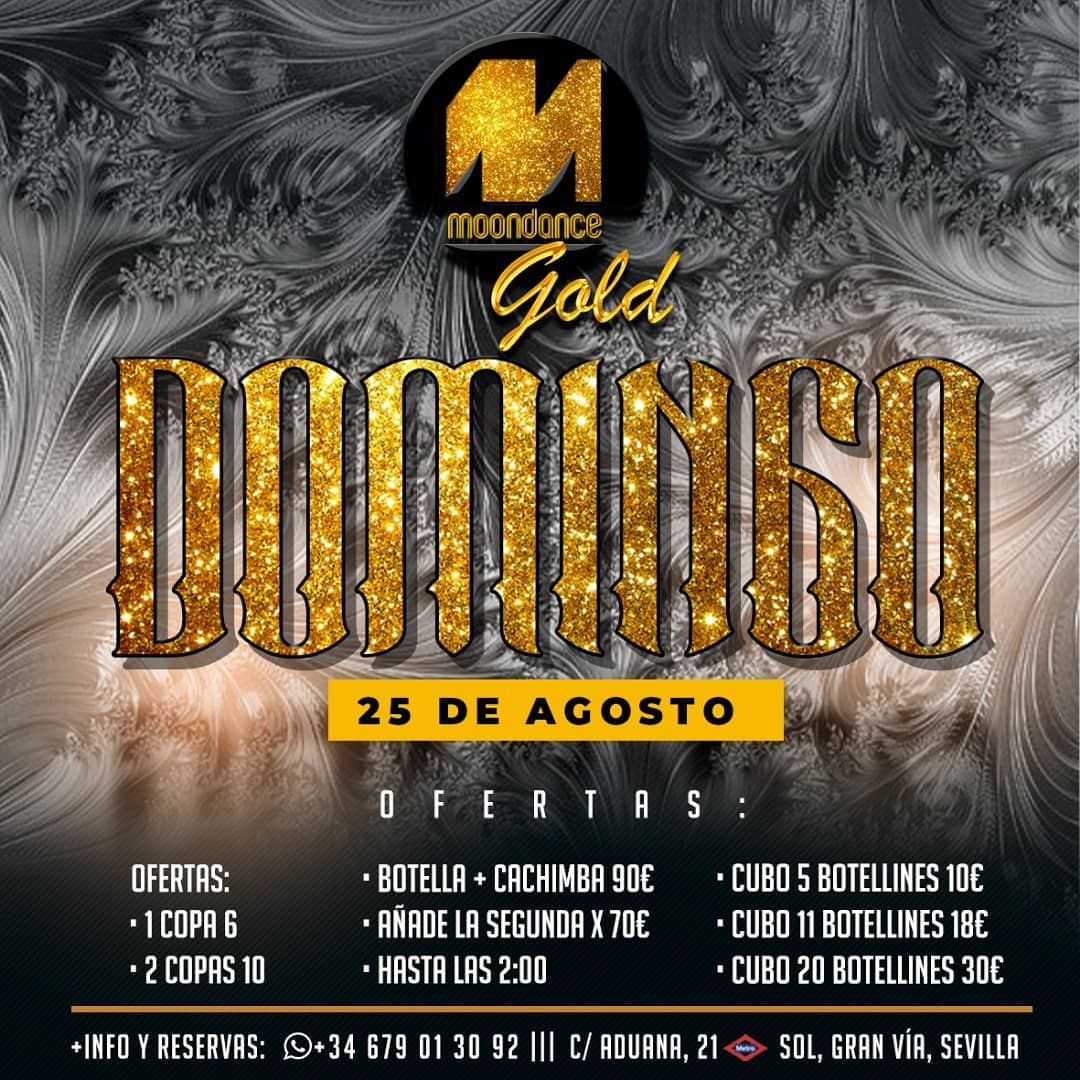 M
moondance
Gold
DOMINGO
25 DE AGOSTO
OFERTAS:
OFERTAS:
· 1 COPA 6
· 2 COPAS 10
· BOTELLA + CACHIMBA 90€
· AÑADE LA SEGUNDA X 70€
· HASTA LAS 2:00
· CUBO 5 BOTELLINES 10€
· CUBO 11 BOTELLINES 18€
· CUBO 20 BOTELLINES 30€
+INFO Y RESERVAS: +34 679 01 30 92 ||| C/ ADUANA, 21 Metro SOL, GRAN VÍA, SEVILLA